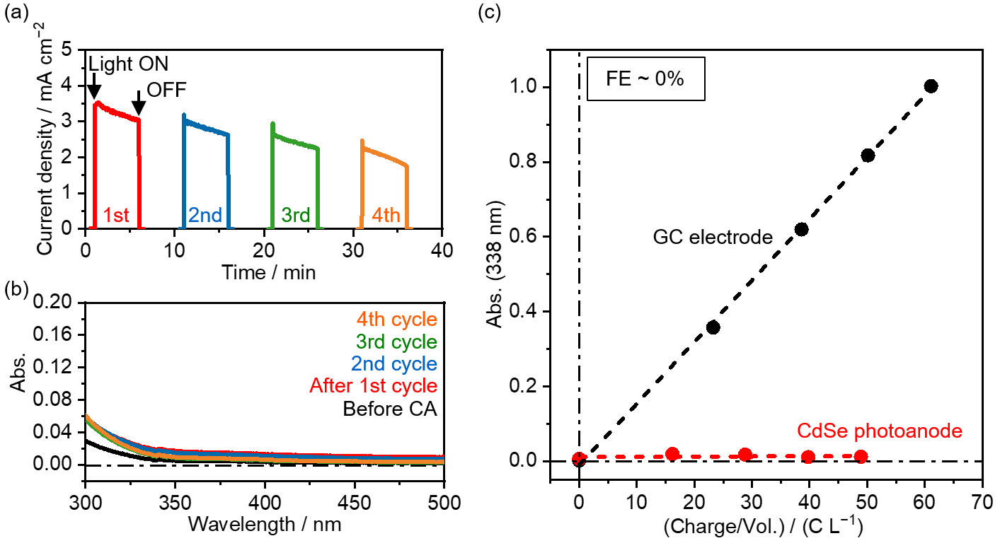 (a)
Current density / mA cm⁻²
5
4
3
2
1
0
Light ON
OFF
1st
2nd
3rd
4th
0 10 20 30 40
Time / min
(b)
Abs.
0.20
0.16
0.12
0.08
0.04
0.00
4th cycle
3rd cycle
2nd cycle
After 1st cycle
Before CA
300 350 400 450 500
Wavelength / nm
(c)
Abs. (338 nm)
1.0
0.8
0.6
0.4
0.2
0.0
FE ~ 0%
GC electrode
CdSe photoanode
0 10 20 30 40 50 60 70
(Charge/Vol.) / (C L⁻¹)